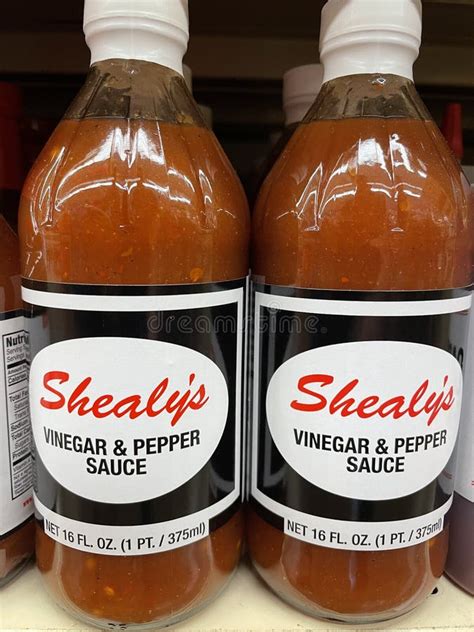 Shealy's
VINEGAR & PEPPER
SAUCE
NET 16 FL. OZ. (1 PT. / 375ml)
Shealy's
VINEGAR & PEPPER
SAUCE
NET 16 FL. OZ. (1 PT. / 375ml)
dreamstime